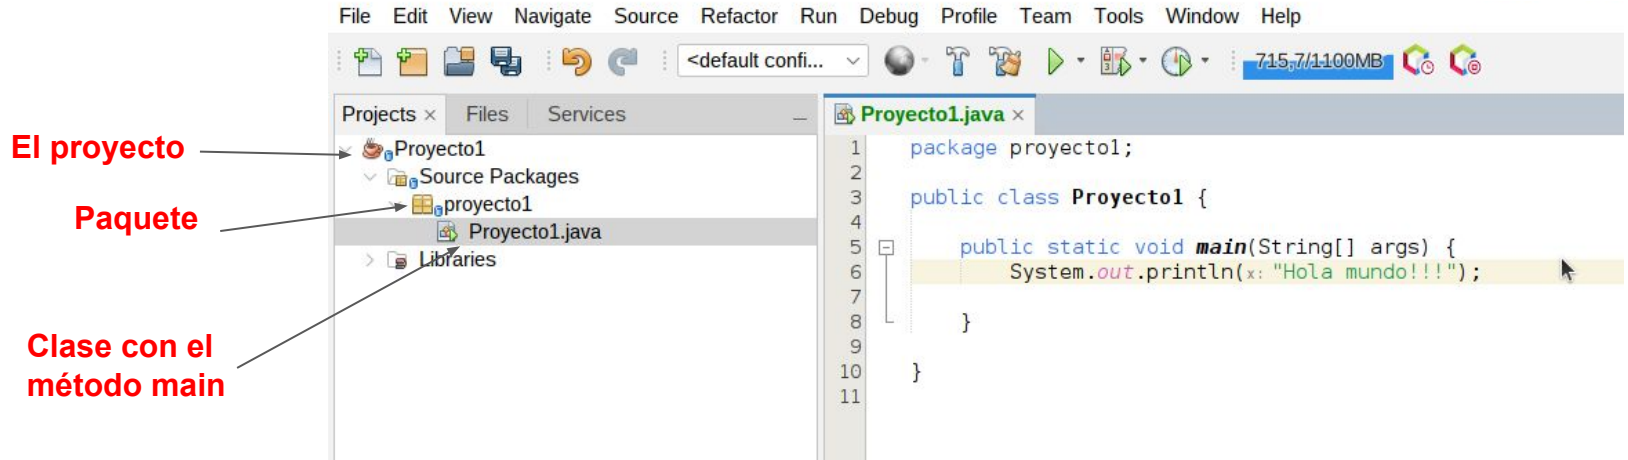 File Edit View Navigate Source Refactor Run Debug Profile Team Tools Window Help
<default confi... 715,7/1100MB
Projects × Files Services
Proyecto1.java ×
El proyecto
Paquete
Clase con el
método main
Proyecto1
Source Packages
proyecto1
Proyecto1.java
Libraries
1 package proyecto1;
2
3 public class Proyecto1 {
4
5 public static void main(String[] args) {
6 System.out.println(x: "Hola mundo!!!");
7
8 }
9
10 }
11